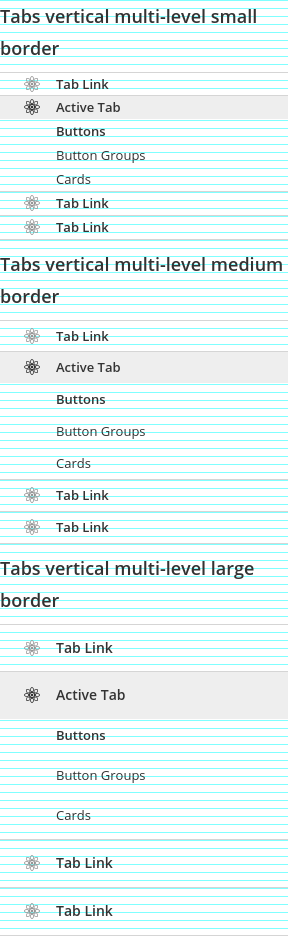 Tabs vertical multi-level small
border
Tab Link
Active Tab
Buttons
Button Groups
Cards
Tab Link
Tab Link
Tabs vertical multi-level medium
border
Tab Link
Active Tab
Buttons
Button Groups
Cards
Tab Link
Tab Link
Tabs vertical multi-level large
border
Tab Link
Active Tab
Buttons
Button Groups
Cards
Tab Link
Tab Link